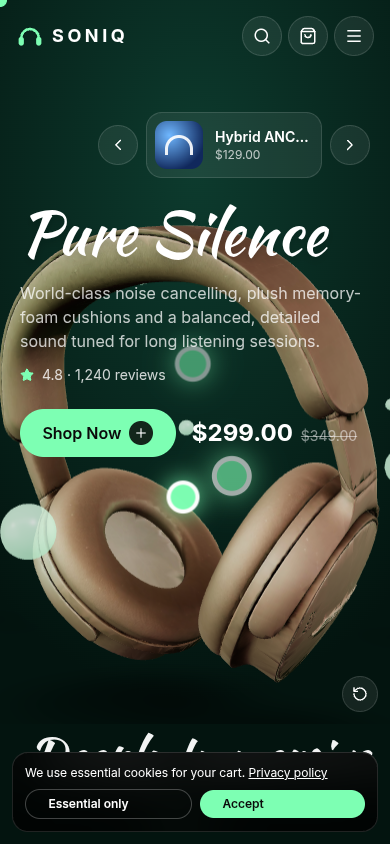 SONIQ
Hybrid ANC...
$129.00
Pure Silence
World-class noise cancelling, plush memory-
foam cushions and a balanced, detailed
sound tuned for long listening sessions.
4.8 · 1,240 reviews
Shop Now
$299.00 $349.00
We use essential cookies for your cart. Privacy policy
Essential only
Accept